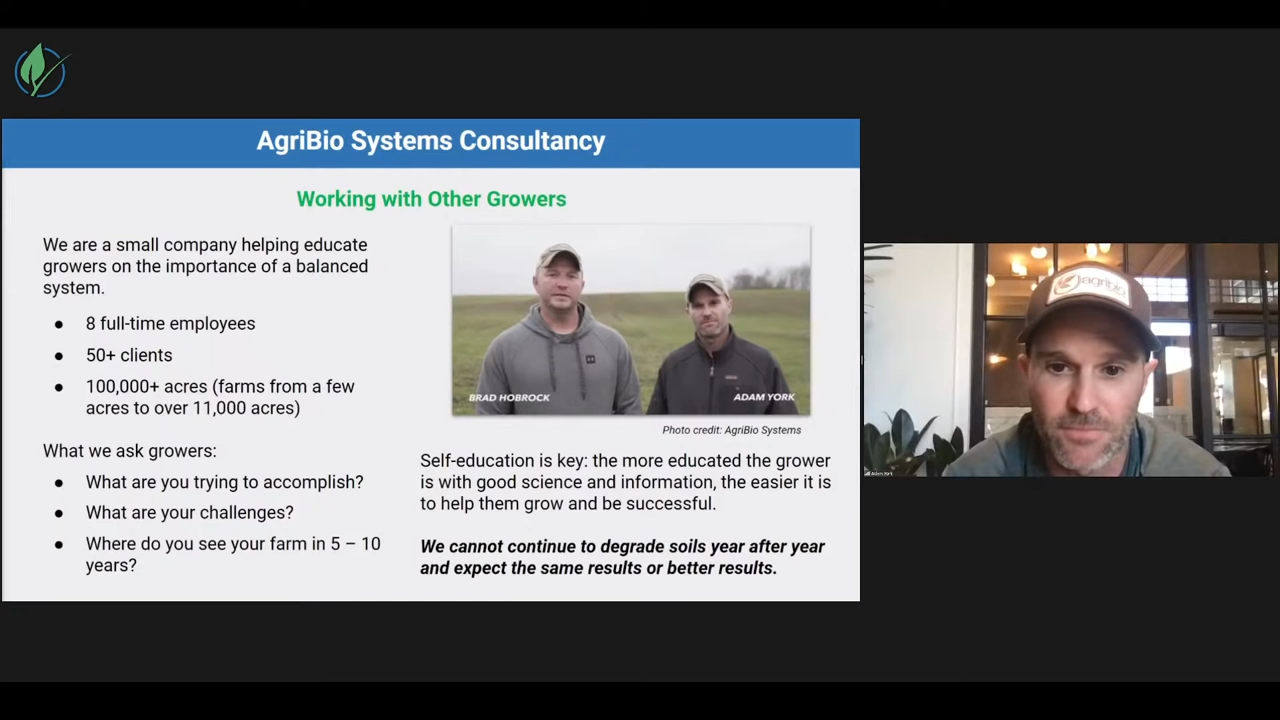 AgriBio Systems Consultancy
Working with Other Growers
We are a small company helping educate
growers on the importance of a balanced
system.
● 8 full-time employees
● 50+ clients
● 100,000+ acres (farms from a few
acres to over 11,000 acres)
What we ask growers:
● What are you trying to accomplish?
● What are your challenges?
● Where do you see your farm in 5 – 10
years?
BRAD HOBROCK
ADAM YORK
Photo credit: AgriBio Systems
Self-education is key: the more educated the grower
is with good science and information, the easier it is
to help them grow and be successful.
We cannot continue to degrade soils year after year
and expect the same results or better results.
agribio
Adam York